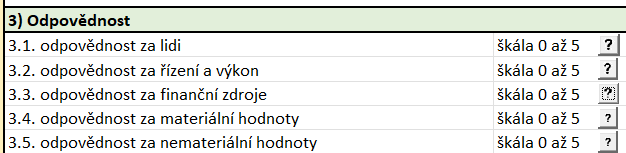 3) Odpovědnost
3.1. odpovědnost za lidi škála 0 až 5 ?
3.2. odpovědnost za řízení a výkon škála 0 až 5 ?
3.3. odpovědnost za finanční zdroje škála 0 až 5 ?
3.4. odpovědnost za materiální hodnoty škála 0 až 5 ?
3.5. odpovědnost za nemateriální hodnoty škála 0 až 5 ?